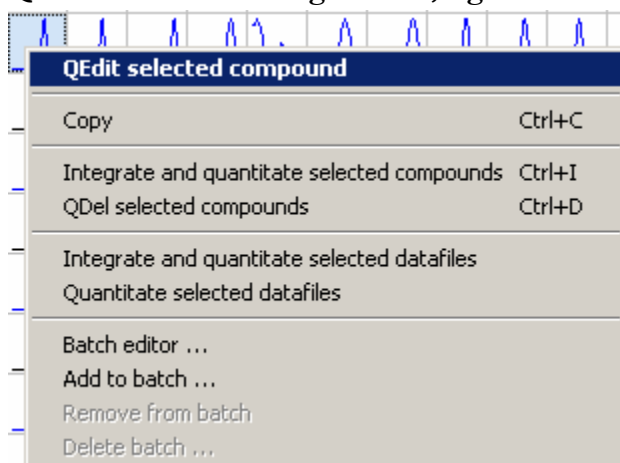 QEdit selected compound
Copy Ctrl+C
Integrate and quantitate selected compounds Ctrl+I
QDel selected compounds Ctrl+D
Integrate and quantitate selected datafiles
Quantitate selected datafiles
Batch editor ...
Add to batch ...
Remove from batch
Delete batch ...